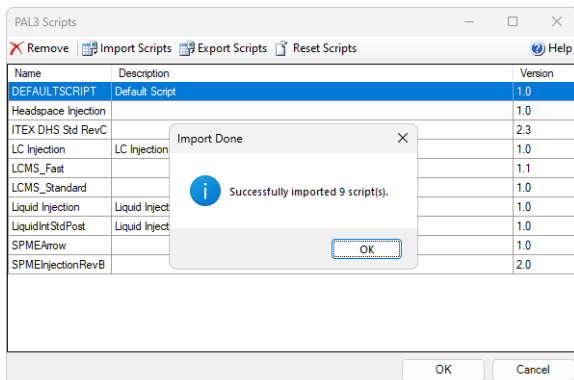 PAL3 Scripts
Remove Import Scripts Export Scripts Reset Scripts Help
Name Description Version
DEFAULTSCRIPT Default Script 1.0
Headspace Injection 1.0
ITEX DHS Std RevC 2.3
LC Injection LC Injection 1.0
LCMS_Fast 1.1
LCMS_Standard 1.0
Liquid Injection Liquid Inject 1.0
LiquidIntStdPost Liquid Inject 1.0
SPMEArrow 1.0
SPMEInjectionRevB 2.0
Import Done
Successfully imported 9 script(s).
OK
OK Cancel